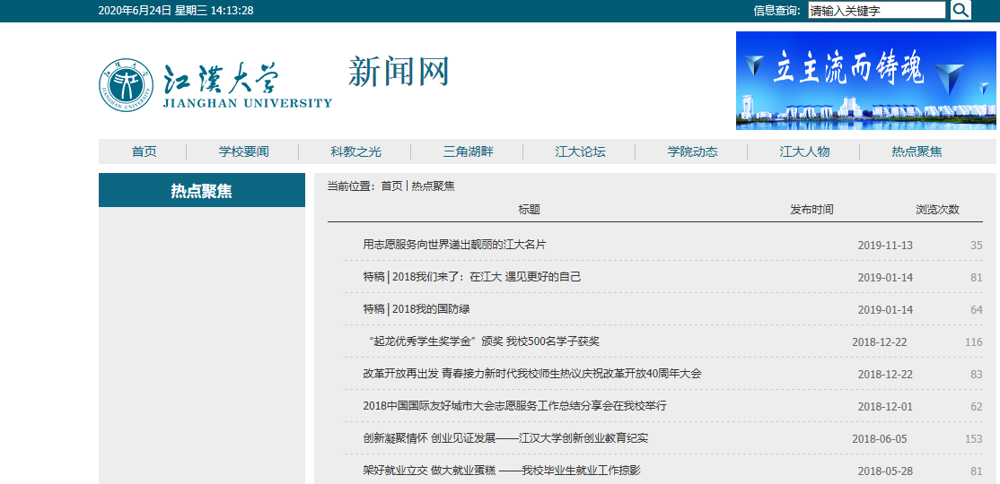 2020年6月24日 星期三 14:13:28
信息查询:
请输入关键字
江漢大学
JIANGHAN UNIVERSITY
新闻网
立主流而铸魂
首页
学校要闻
科教之光
三角湖畔
江大论坛
学院动态
江大人物
热点聚焦
热点聚焦
当前位置：首页 | 热点聚焦
标题 发布时间 浏览次数
用志愿服务向世界递出靓丽的江大名片 2019-11-13 35
特稿│2018我们来了：在江大 遇见更好的自己 2019-01-14 81
特稿│2018我的国防绿 2019-01-14 64
“起龙优秀学生奖学金”颁奖 我校500名学子获奖 2018-12-22 116
改革开放再出发 青春接力新时代我校师生热议庆祝改革开放40周年大会 2018-12-22 83
2018中国国际友好城市大会志愿服务工作总结分享会在我校举行 2018-12-01 62
创新凝聚情怀 创业见证发展——江汉大学创新创业教育纪实 2018-06-05 153
架好就业立交 做大就业蛋糕 ——我校毕业生就业工作掠影 2018-05-28 81